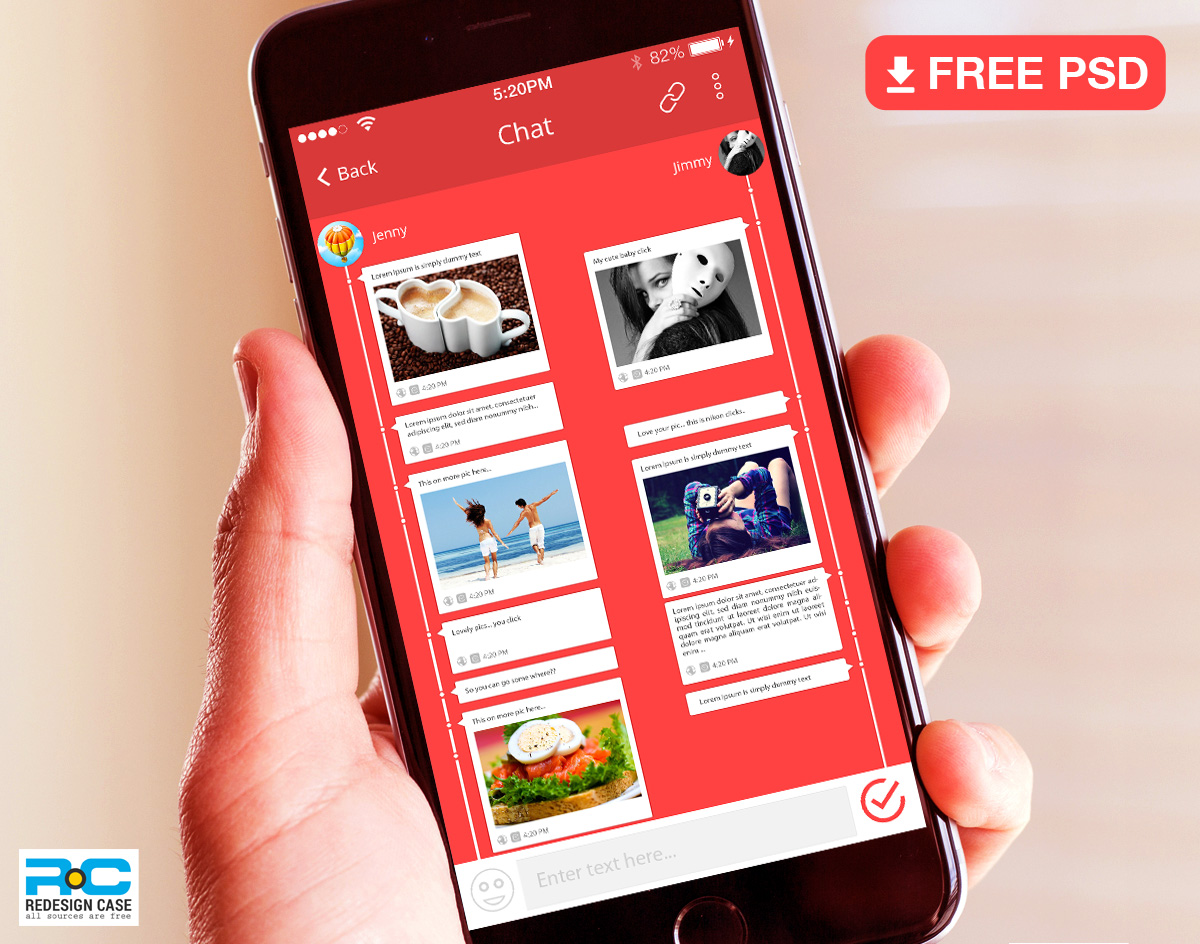 FREE PSD
82%
5:20PM
Chat
Back
Jimmy
Jenny
Lorem Ipsum is simply dummy text
4:20 PM
Lorem ipsum dolor sit amet, consectetuer
adipiscing elit, sed diam nonummy nibh...
4:20 PM
This on more pic here...
4:20 PM
Lovely pics... you click
4:20 PM
So you can go some where??
This on more pic here...
4:20 PM
My cute baby click
4:20 PM
Love your pic... this is nikon clicks.
Lorem Ipsum is simply dummy text
4:20 PM
Lorem ipsum dolor sit amet, consectetuer ad-
ipiscing elit, sed diam nonummy nibh euis-
mod tincidunt ut laoreet dolore magna ali-
quam erat volutpat. Ut wisi enim ut laoreet
dolore magna aliquam erat volutpat. Ut wisi
enim ...
4:20 PM
Lorem Ipsum is simply dummy text
Enter text here...
RC
REDESIGN CASE
all sources are free